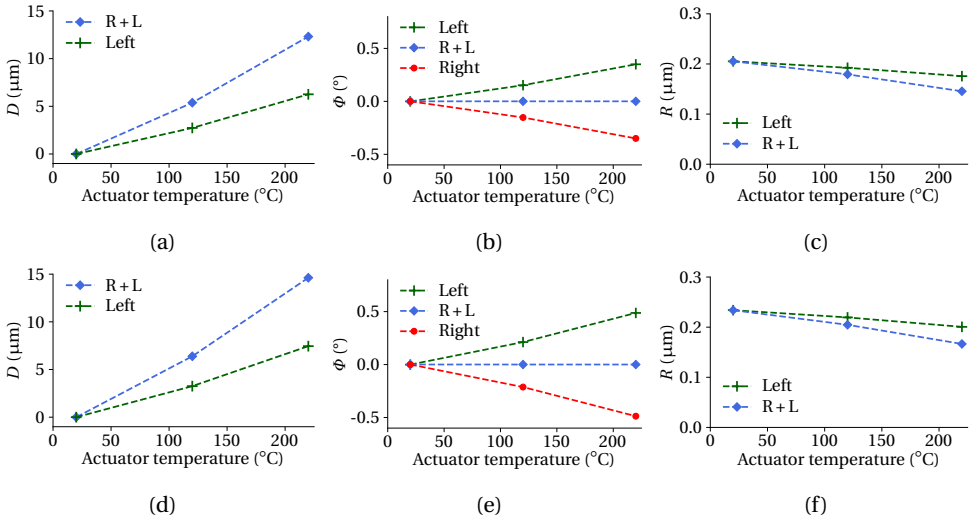 15
10
5
0
D (µm)
R + L
Left
0 50 100 150 200
Actuator temperature (°C)
(a)
0.5
0.0
-0.5
Φ (°)
Left
R + L
Right
0 50 100 150 200
Actuator temperature (°C)
(b)
0.3
0.2
0.1
0.0
R (µm)
Left
R + L
0 50 100 150 200
Actuator temperature (°C)
(c)
15
10
5
0
D (µm)
R + L
Left
0 50 100 150 200
Actuator temperature (°C)
(d)
0.5
0.0
-0.5
Φ (°)
Left
R + L
Right
0 50 100 150 200
Actuator temperature (°C)
(e)
0.3
0.2
0.1
0.0
R (µm)
Left
R + L
0 50 100 150 200
Actuator temperature (°C)
(f)